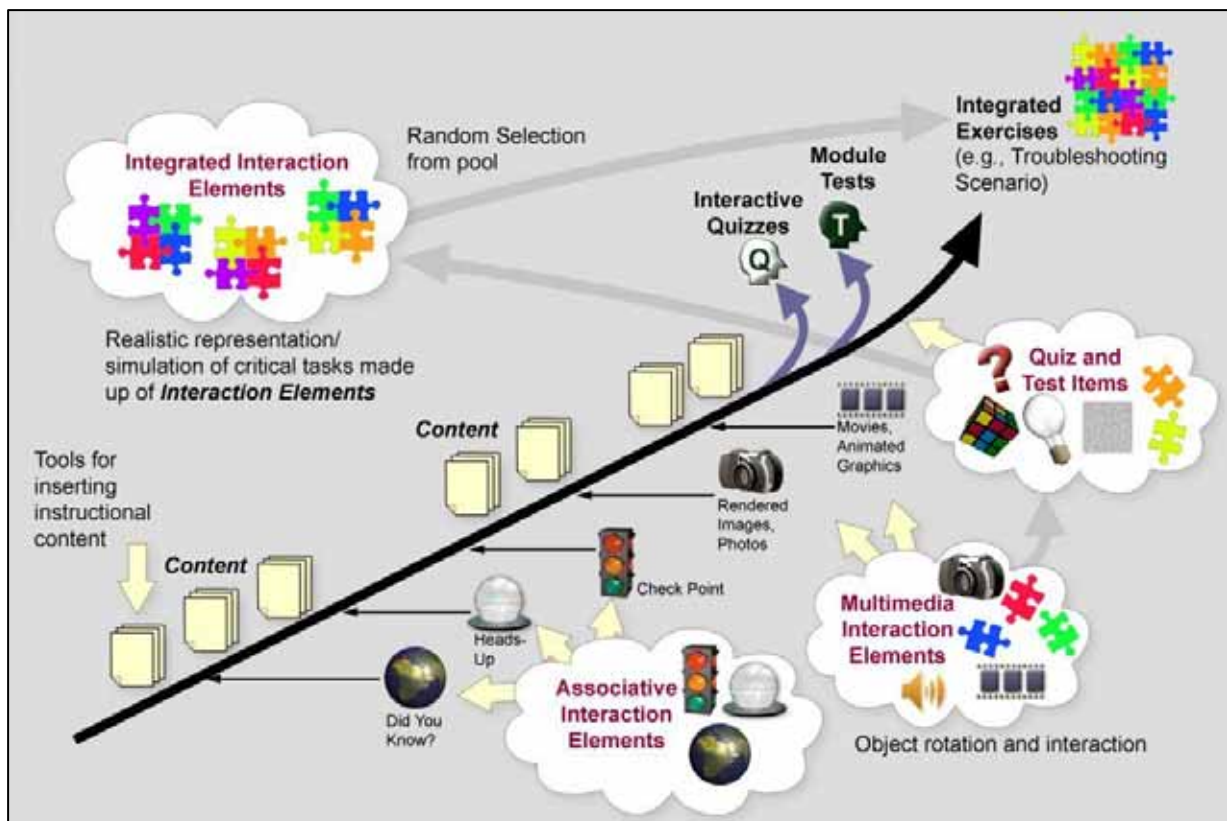 Integrated Interaction
Elements
Random Selection
from pool
Integrated
Exercises
(e.g., Troubleshooting
Scenario)
Module
Tests
T
Interactive
Quizzes
Q
Realistic representation/
simulation of critical tasks made
up of Interaction Elements
Quiz and
Test Items
Movies,
Animated
Graphics
Content
Tools for
inserting
instructional
content
Rendered
Images,
Photos
Content
Check Point
Multimedia
Interaction
Elements
Heads-
Up
Associative
Interaction
Elements
Did You
Know?
Object rotation and interaction